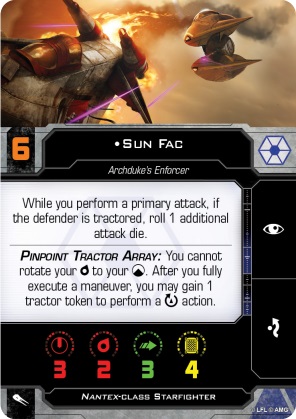 •Sun Fac
6
Archduke's Enforcer
While you perform a primary attack, if
the defender is tractored, roll 1 additional
attack die.
Pinpoint Tractor Array: You cannot
rotate your to your . After you fully
execute a maneuver, you may gain 1
tractor token to perform a action.
3 2 3 4
Nantex-class Starfighter
© LFL © AMG